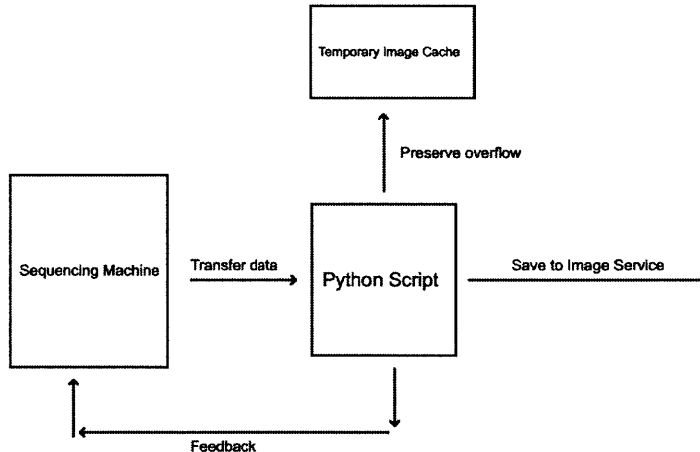 Temporary Image Cache
Preserve overflow
Sequencing Machine
Transfer data
Python Script
Save to Image Service
Feedback